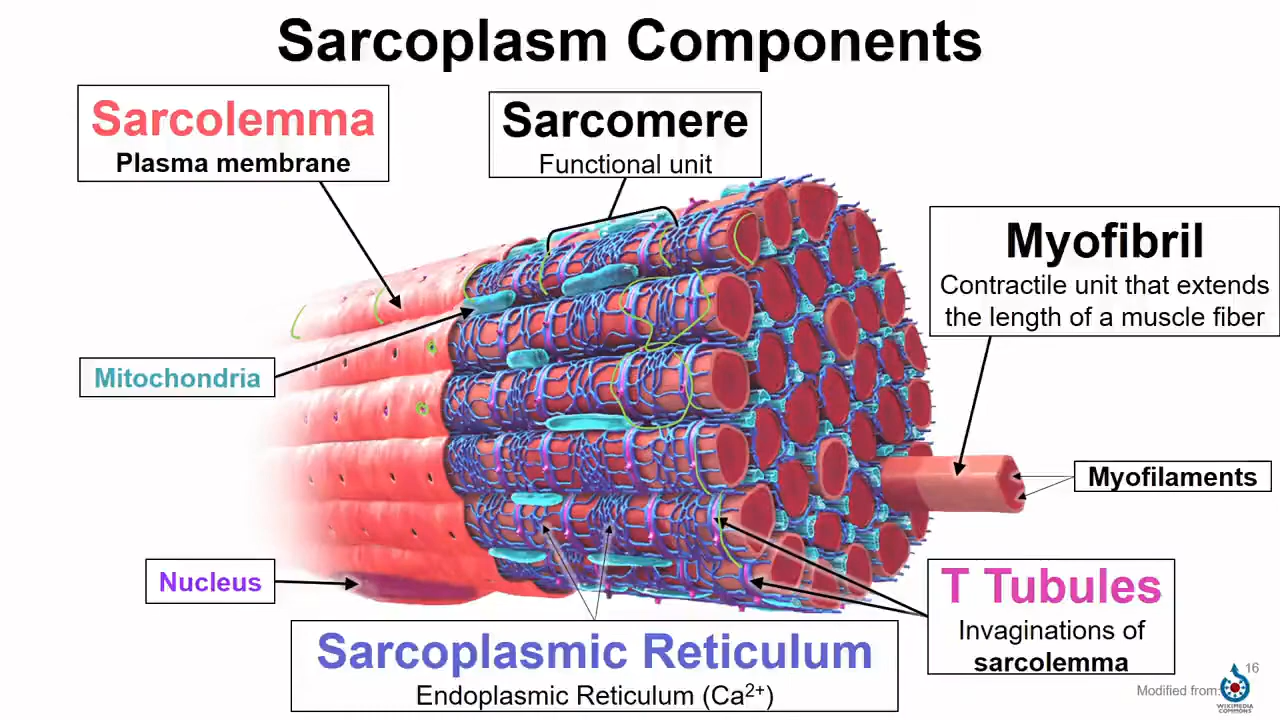 Sarcoplasm Components
Sarcolemma
Plasma membrane
Sarcomere
Functional unit
Myofibril
Contractile unit that extends
the length of a muscle fiber
Mitochondria
Myofilaments
Nucleus
T Tubules
Invaginations of
sarcolemma
Sarcoplasmic Reticulum
Endoplasmic Reticulum (Ca²⁺)
16
Modified from:
WIKIMEDIA
COMMONS